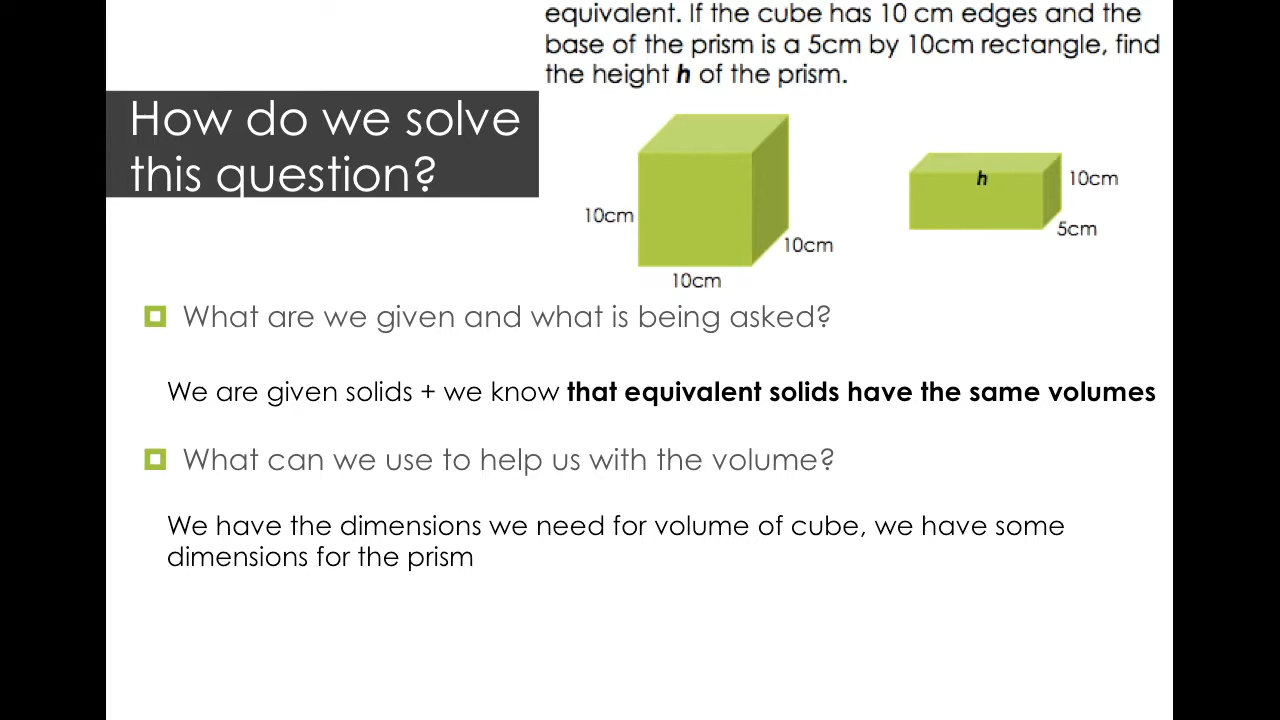 equivalent. If the cube has 10 cm edges and the
base of the prism is a 5cm by 10cm rectangle, find
the height h of the prism.
How do we solve
this question?
h
10cm
10cm
5cm
10cm
10cm
What are we given and what is being asked?
We are given solids + we know that equivalent solids have the same volumes
What can we use to help us with the volume?
We have the dimensions we need for volume of cube, we have some
dimensions for the prism